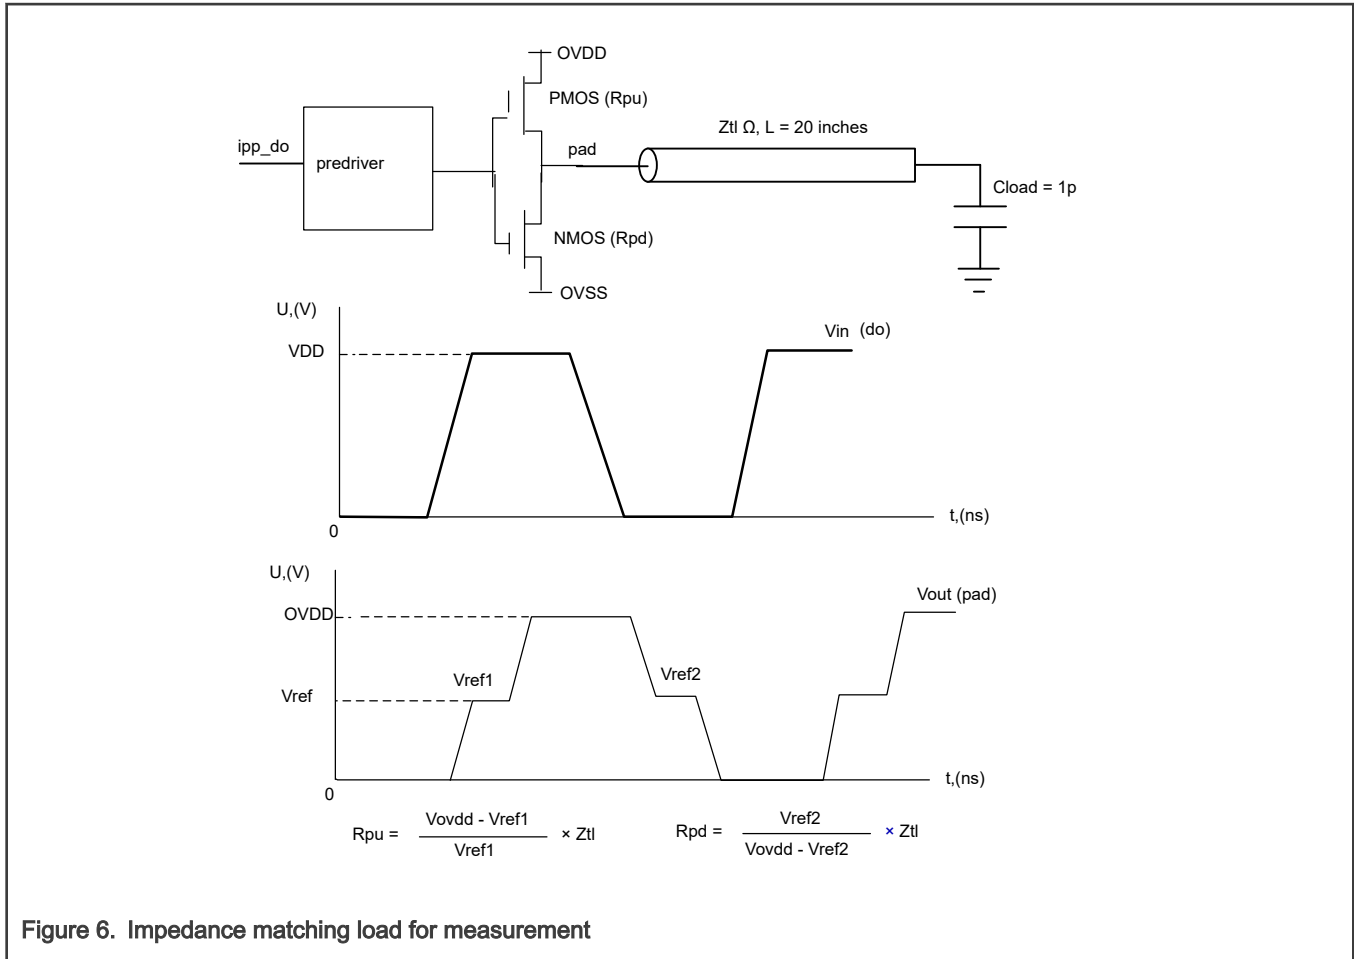 OVDD
PMOS (Rpu)
Ztl Ω, L = 20 inches
ipp_do
predriver
pad
Cload = 1p
NMOS (Rpd)
OVSS
U,(V)
VDD
Vin (do)
t,(ns)
0
U,(V)
OVDD
Vout (pad)
Vref
Vref1
Vref2
t,(ns)
0
Rpu = Vovdd - Vref1 × Ztl
Vref1
Rpd = Vref2 × Ztl
Vovdd - Vref2
Figure 6. Impedance matching load for measurement